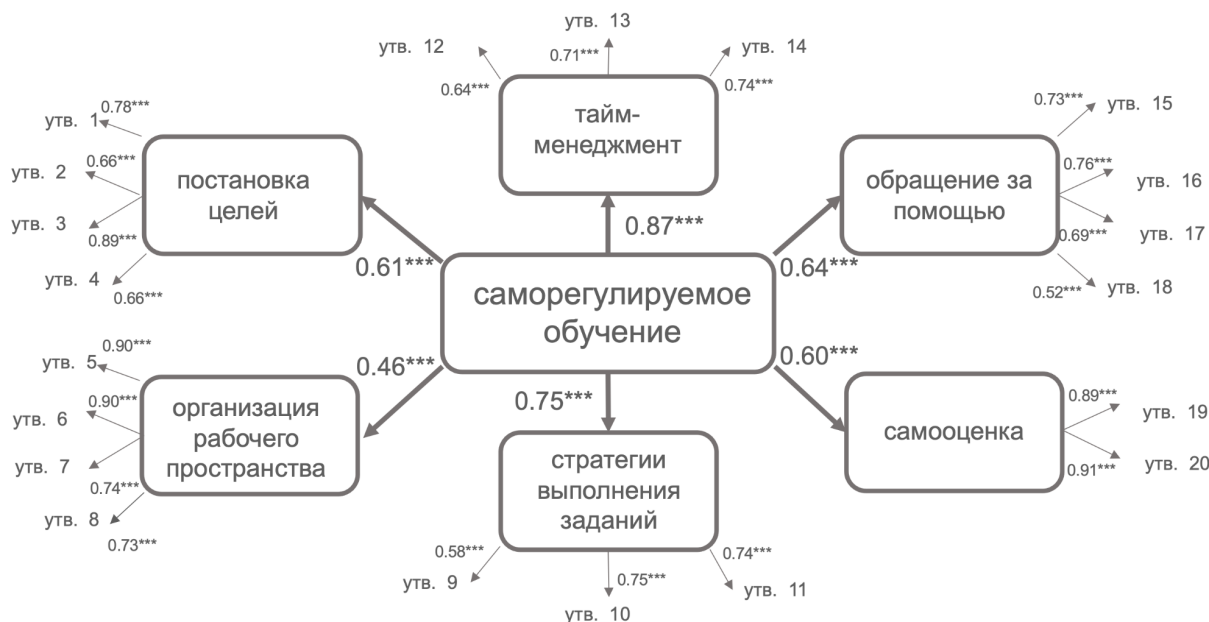 утв. 13
утв. 12
утв. 14
0.71***
0.64***
0.74***
тайм-
менеджмент
0.78***
утв. 1
0.66***
утв. 2
утв. 3
0.89***
утв. 4
0.66***
постановка
целей
0.73***
утв. 15
0.76***
утв. 16
утв. 17
0.69***
0.52***
утв. 18
обращение за
помощью
0.87***
0.61***
0.64***
саморегулируемое
обучение
0.46***
0.75***
0.60***
0.90***
утв. 5
0.90***
утв. 6
утв. 7
0.74***
утв. 8
0.73***
организация
рабочего
пространства
стратегии
выполнения
заданий
0.58***
утв. 9
0.75***
утв. 10
0.74***
утв. 11
самооценка
0.89***
утв. 19
утв. 20
0.91***